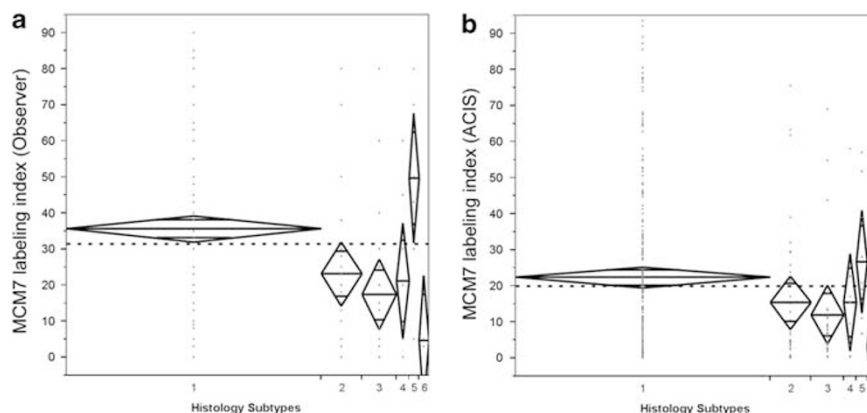 a
MCM7 labeling index (Observer)
90
80
70
60
50
40
30
20
10
0
1 2 3 4 5 6
Histology Subtypes
b
MCM7 labeling index (ACIS)
90
80
70
60
50
40
30
20
10
0
1 2 3 4 5
Histology Subtypes